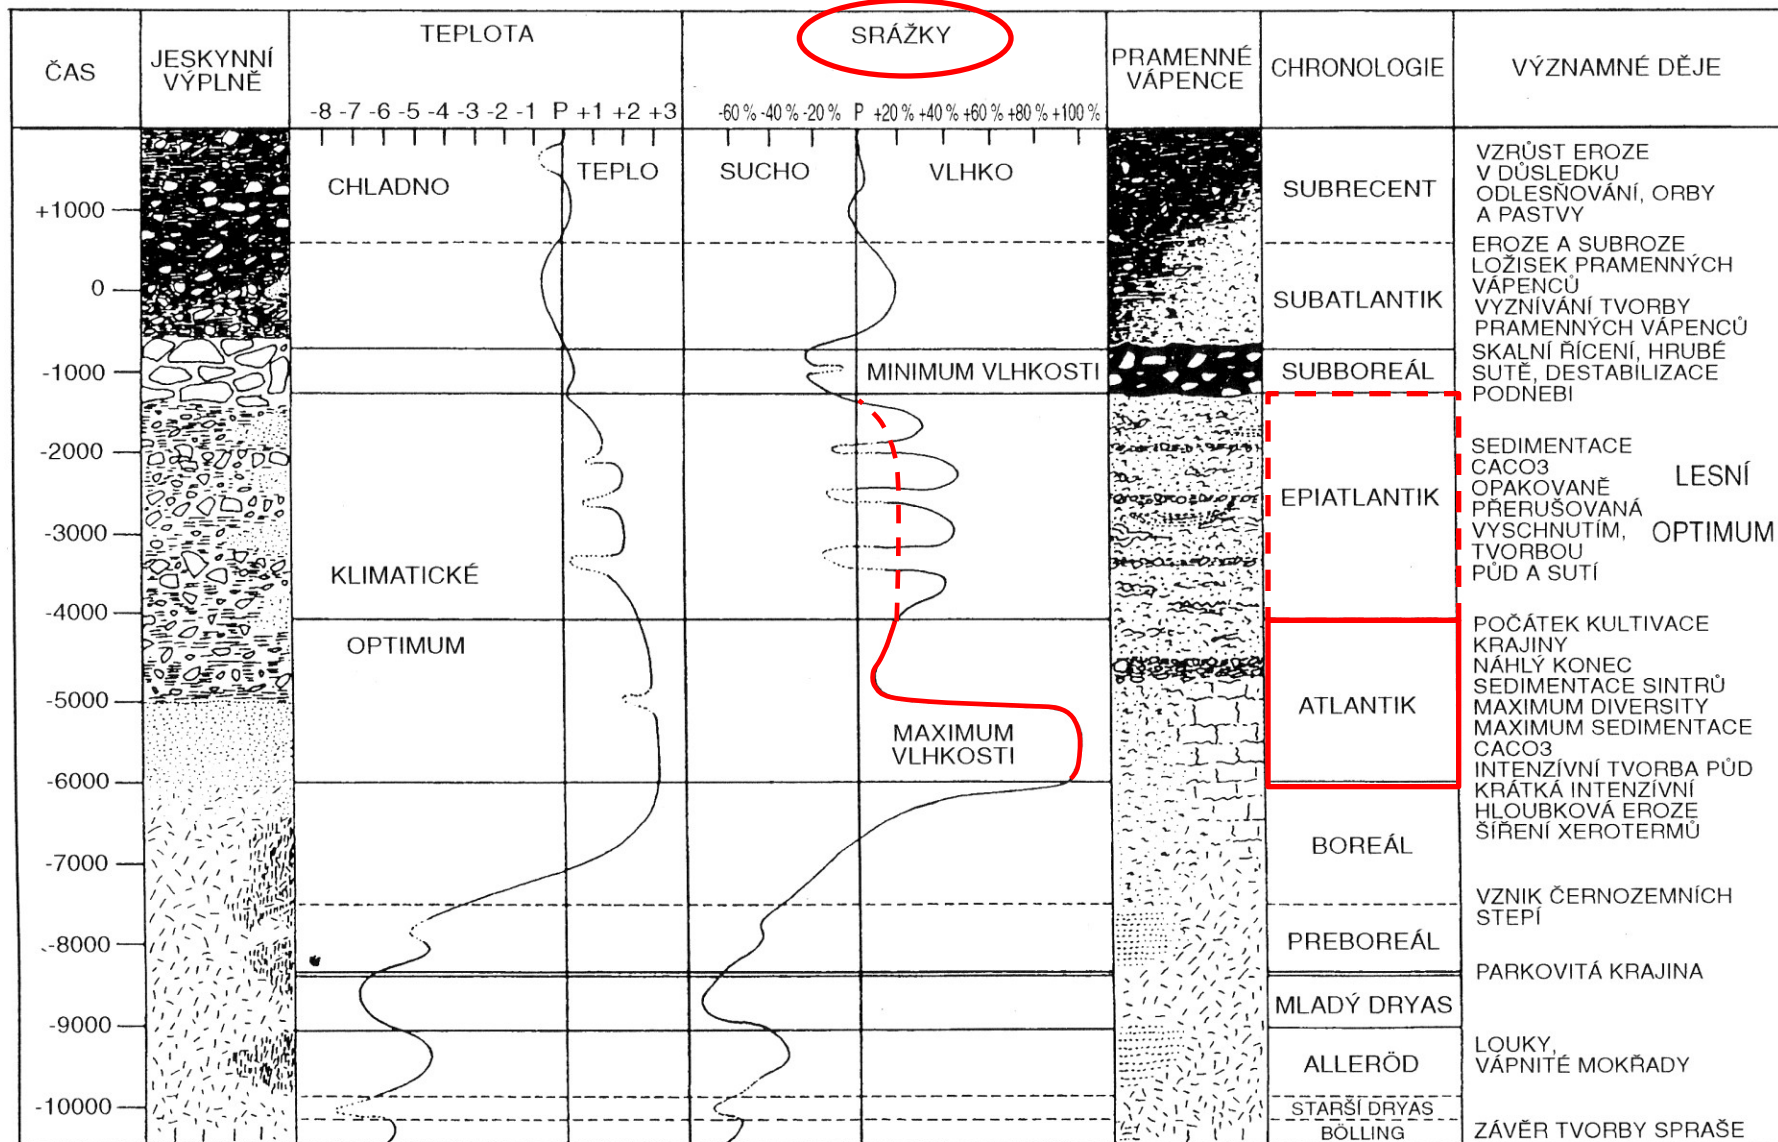 ČAS
JESKYNNÍ
VÝPLNĚ
TEPLOTA
-8 -7 -6 -5 -4 -3 -2 -1 P +1 +2 +3
SRÁŽKY
-60 % -40 % -20 % P +20 % +40 % +60 % +80 % +100 %
PRAMENNÉ
VÁPENCE
CHRONOLOGIE
VÝZNAMNÉ DĚJE
+1000
0
-1000
-2000
-3000
-4000
-5000
-6000
-7000
-8000
-9000
-10000
CHLADNO
TEPLO
KLIMATICKÉ
OPTIMUM
SUCHO
VLHKO
MINIMUM VLHKOSTI
MAXIMUM
VLHKOSTI
SUBRECENT
SUBATLANTIK
SUBBOREÁL
EPIATLANTIK
ATLANTIK
BOREÁL
PREBOREÁL
MLADÝ DRYAS
ALLERÖD
STARŠÍ DRYAS
BÖLLING
VZRŮST EROZE
V DŮSLEDKU
ODLESŇOVÁNÍ, ORBY
A PASTVY
EROZE A SUBROZE
LOŽISEK PRAMENNÝCH
VÁPENCŮ
VYZNÍVÁNÍ TVORBY
PRAMENNÝCH VÁPENCŮ
SKALNÍ ŘÍCENÍ, HRUBÉ
SUTĚ, DESTABILIZACE
PODNEBI
SEDIMENTACE
CACO3
OPAKOVANĚ
PŘERUŠOVANÁ
VYSCHNUTÍM,
TVORBOU
PŮD A SUTÍ
LESNÍ
OPTIMUM
POČÁTEK KULTIVACE
KRAJINY
NÁHLÝ KONEC
SEDIMENTACE SINTRŮ
MAXIMUM DIVERSITY
MAXIMUM SEDIMENTACE
CACO3
INTENZÍVNÍ TVORBA PŮD
KRÁTKÁ INTENZÍVNÍ
HLOUBKOVÁ EROZE
ŠÍŘENÍ XEROTERMŮ
VZNIK ČERNOZEMNÍCH
STEPÍ
PARKOVITÁ KRAJINA
LOUKY,
VÁPNITÉ MOKŘADY
ZÁVĚR TVORBY SPRAŠE